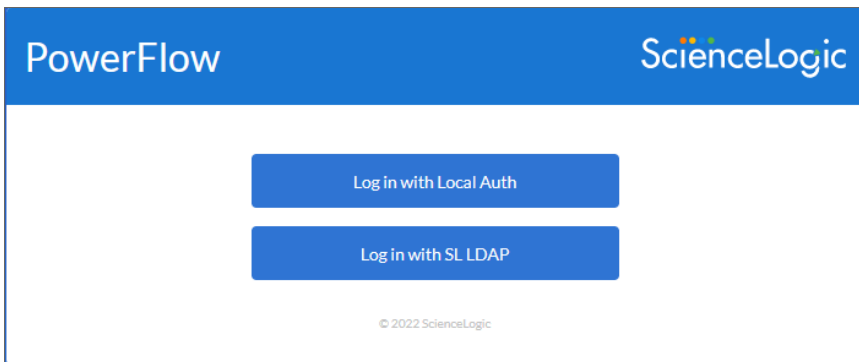 PowerFlow
ScienceLogic
Log in with Local Auth
Log in with SL LDAP
© 2022 ScienceLogic